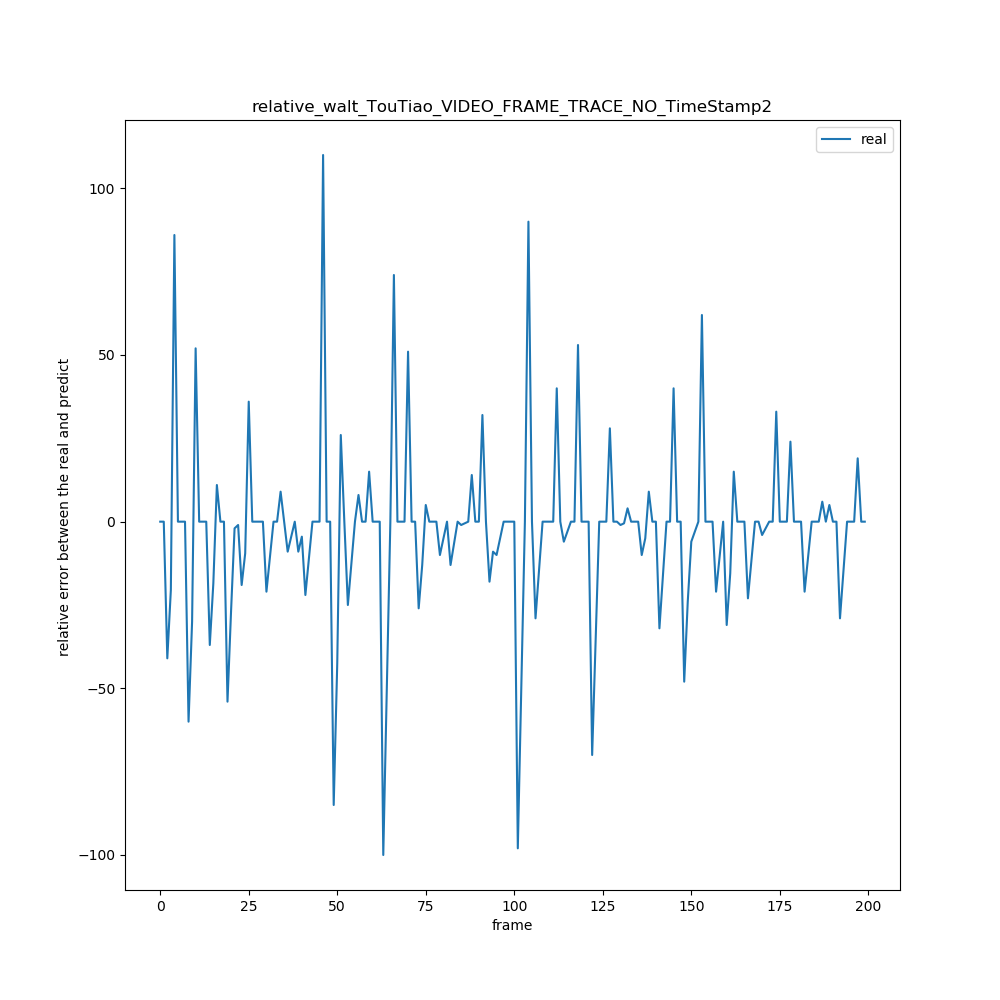 relative_walt_TouTiao_VIDEO_FRAME_TRACE_NO_TimeStamp2
real
100
50
0
−50
−100
relative error between the real and predict
0 25 50 75 100 125 150 175 200
frame